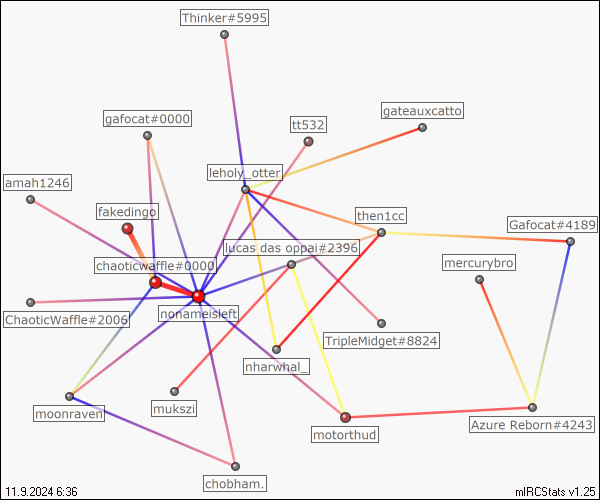 Thinker#5995
gafocat#0000
tt532
gateauxcatto
leholy_otter
amah1246
fakedingo
then1cc
Gafocat#4189
lucas das oppai#2396
chaoticwaffle#0000
mercurybro
nonameisleft
ChaoticWaffle#2006
TripleMidget#8824
nharwhal_
moonraven
mukszi
motorthud
Azure Reborn#4243
chobham.
11.9.2024 6:36
mIRCStats v1.25